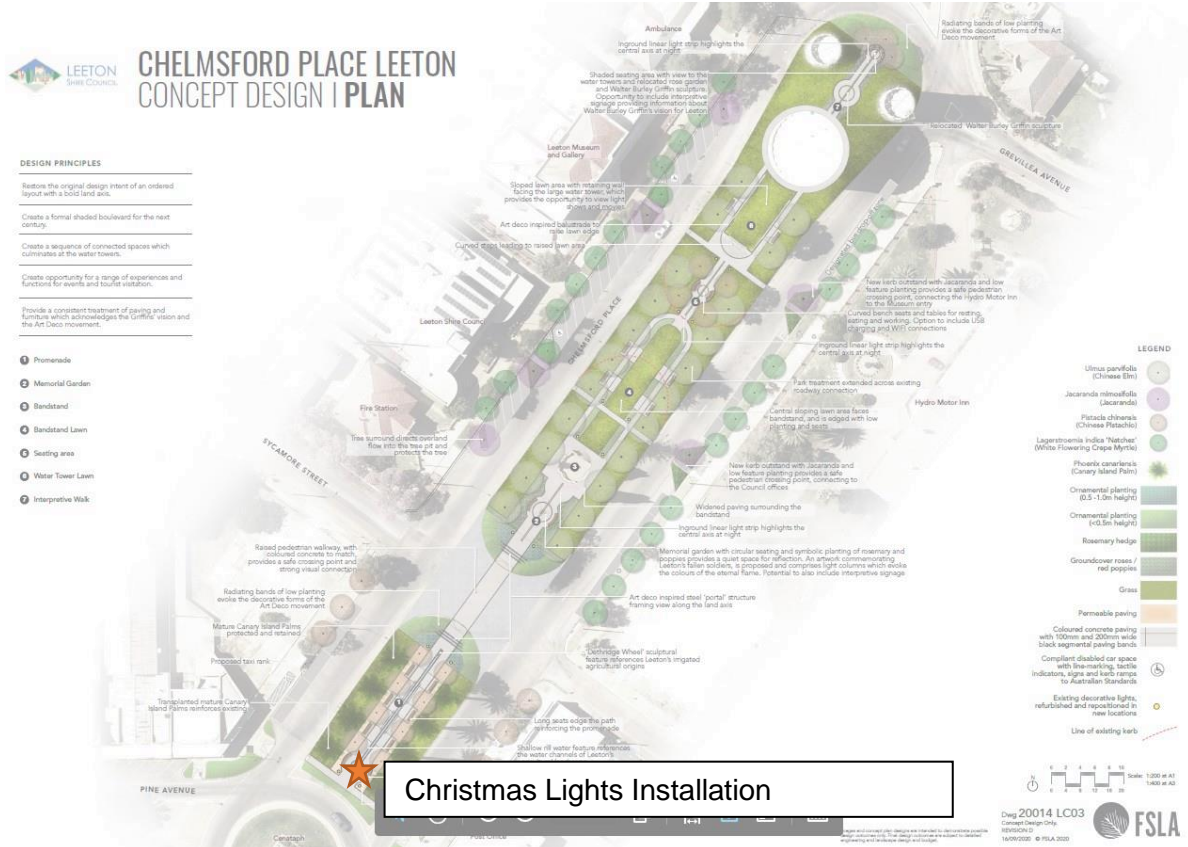 LEETON
SHIRE COUNCIL
CHELMSFORD PLACE LEETON
CONCEPT DESIGN I PLAN
DESIGN PRINCIPLES
Restore the original design intent of an ordered
layout with a bold land axis.
Create a formal shaded boulevard for the next
century.
Create a sequence of connected spaces which
culminates at the water towers.
Create opportunity for a range of experiences and
functions for events and tourist visitation.
Provide a consistent treatment of paving and
furniture which acknowledges the Griffins' vision and
the Art Deco movement.
1 Promenade
2 Memorial Garden
3 Bandstand
4 Bandstand Lawn
5 Seating area
6 Water Tower Lawn
7 Interpretive Walk
Ambulance
Inground linear light strip highlights the
central axis at night
Radiating bands of low planting
evoke the decorative forms of the Art
Deco movement
Shaded seating area with view to the
water towers and relocated rose garden
and Walter Burley Griffin sculpture.
Opportunity to include interpretive
signage providing information about
Walter Burley Griffin's vision for Leeton
Relocated Walter Burley Griffin sculpture
GREVILLEA AVENUE
Leeton Museum
and Gallery
Sloped lawn area with retaining wall
facing the large water tower, which
provides the opportunity to view light
shows and movies
Art deco inspired balustrade to
raise lawn edge
Curved steps leading to raised lawn area
New kerb outstand with Jacaranda and low
feature planting provides a safe pedestrian
crossing point, connecting the Hydro Motor Inn
to the Museum entry
Curved bench seats and tables for resting,
eating and working. Option to include USB
charging and WIFI connections
Leeton Shire Council
CHELMSFORD PLACE
Inground linear light strip highlights the
central axis at night
Park treatment extended across existing
roadway connection
Hydro Motor Inn
Fire Station
Central sloping lawn area faces
bandstand, and is edged with low
planting and seats
Tree surround directs overland
flow into the tree pit and
protects the tree
SYCAMORE STREET
New kerb outstand with Jacaranda and
low feature planting provides a safe
pedestrian crossing point, connecting to
the Council offices
Widened paving surrounding the
bandstand
Inground linear light strip highlights the
central axis at night
Memorial garden with circular seating and symbolic planting of rosemary and
poppies provides a quiet space for reflection. An artwork commemorating
Leeton's fallen soldiers, is proposed and comprises light columns which evoke
the colours of the eternal flame. Potential to also include interpretive signage
Raised pedestrian walkway, with
coloured concrete to match,
provides a safe crossing point and
strong visual connection
Radiating bands of low planting
evoke the decorative forms of the
Art Deco movement
Art deco inspired steel 'portal' structure
framing view along the land axis
Mature Canary Island Palms
protected and retained
Proposed taxi rank
'Dethridge Wheel' sculptural
feature references Leeton's irrigated
agricultural origins
Transplanted mature Canary
Island Palms reinforces existing
Long seats edge the path
reinforcing the promenade
Shallow rill water feature references
the water channels of Leeton's
PINE AVENUE
Cenotaph
Post Office
Christmas Lights Installation
LEGEND
Ulmus parvifolia
(Chinese Elm)
Jacaranda mimosifolia
(Jacaranda)
Pistacia chinensis
(Chinese Pistachio)
Lagerstroemia indica 'Natchez'
(White Flowering Crepe Myrtle)
Phoenix canariensis
(Canary Island Palm)
Ornamental planting
(0.5 -1.0m height)
Ornamental planting
(<0.5m height)
Rosemary hedge
Groundcover roses /
red poppies
Grass
Permeable paving
Coloured concrete paving
with 100mm and 200mm wide
black segmental paving bands
Compliant disabled car space
with line-marking, tactile
indicators, signs and kerb ramps
to Australian Standards
Existing decorative lights,
refurbished and repositioned in
new locations
Line of existing kerb
N
Scale: 1:200 at A1
1:400 at A3
Dwg 20014 LC03
Concept Design Only,
REVISION D
16/09/2020 © FSLA 2020
FSLA